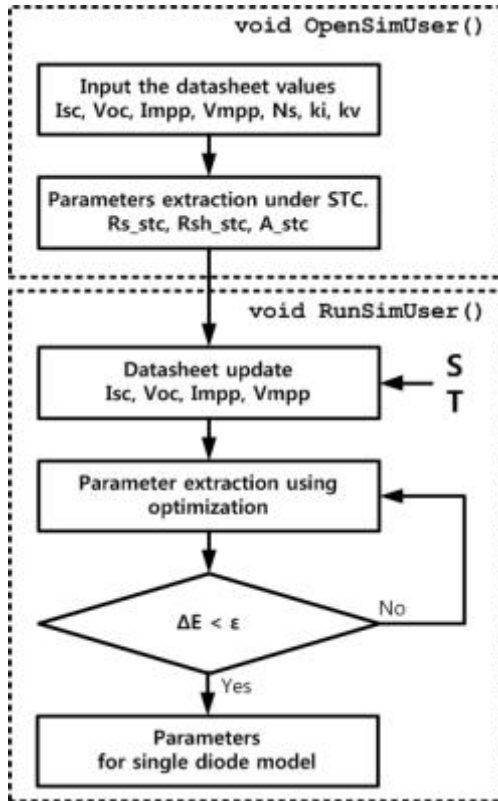 void OpenSimUser()
Input the datasheet values
Isc, Voc, Impp, Vmpp, Ns, ki, kv
Parameters extraction under STC.
Rs_stc, Rsh_stc, A_stc
void RunSimUser()
Datasheet update
Isc, Voc, Impp, Vmpp
S
T
Parameter extraction using
optimization
ΔE < ε
No
Yes
Parameters
for single diode model